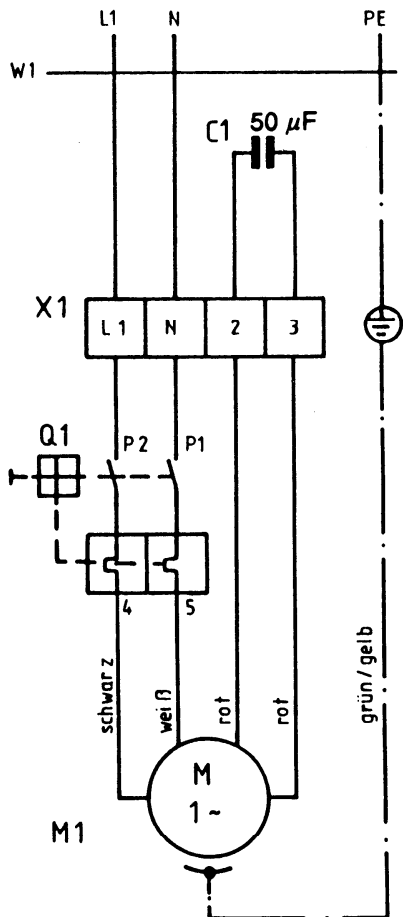 L1 N PE
W1
C1 50 µF
X1
L1 N 2 3
Q1
P2 P1
4 5
schwarz
weiß
rot
rot
grün/gelb
M
1~
M1